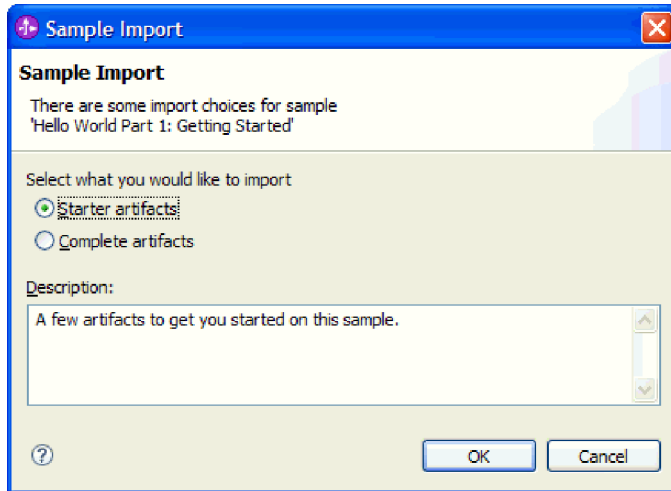 Sample Import
Sample Import
There are some import choices for sample
'Hello World Part 1: Getting Started'
Select what you would like to import
Starter artifacts
Complete artifacts
Description:
A few artifacts to get you started on this sample.
?
OK
Cancel